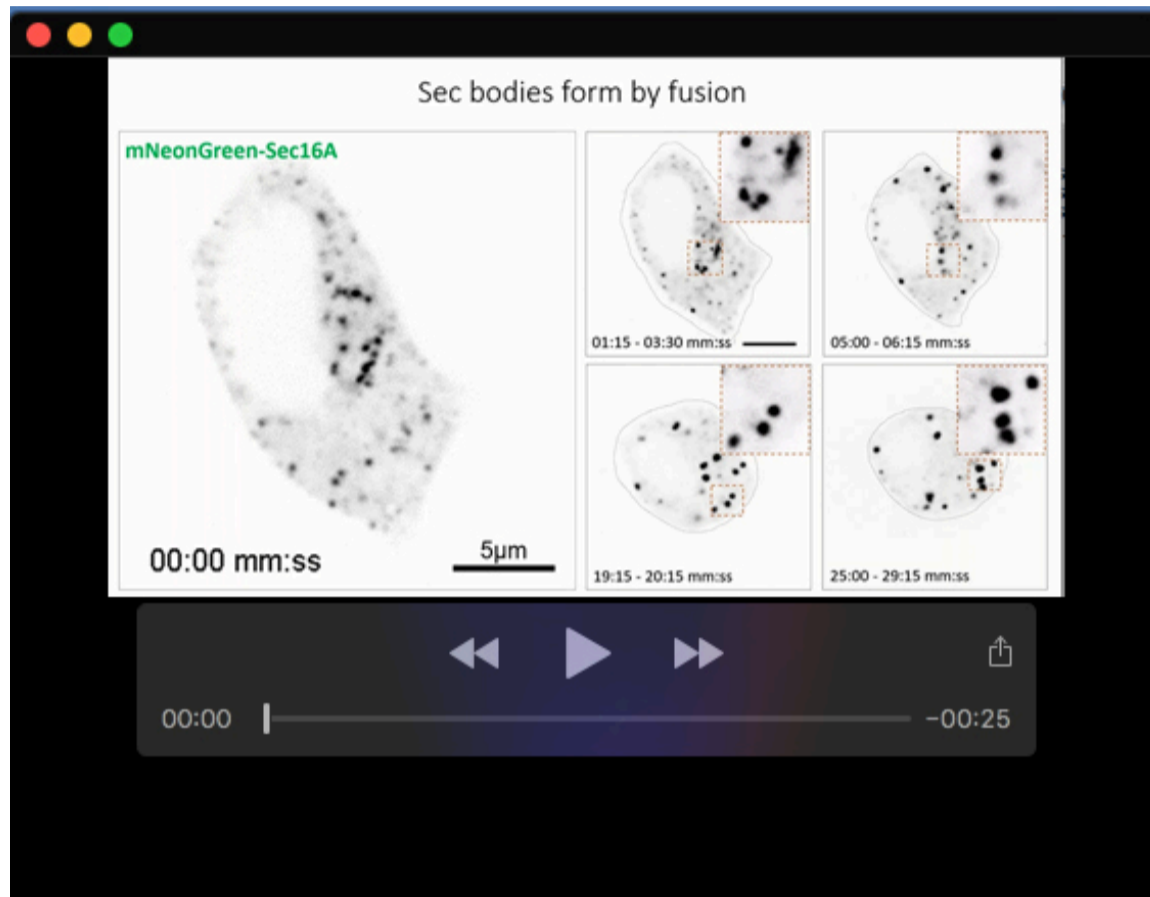 Sec bodies form by fusion
mNeonGreen-Sec16A
00:00 mm:ss
5µm
01:15 - 03:30 mm:ss
05:00 - 06:15 mm:ss
19:15 - 20:15 mm:ss
25:00 - 29:15 mm:ss
00:00
-00:25